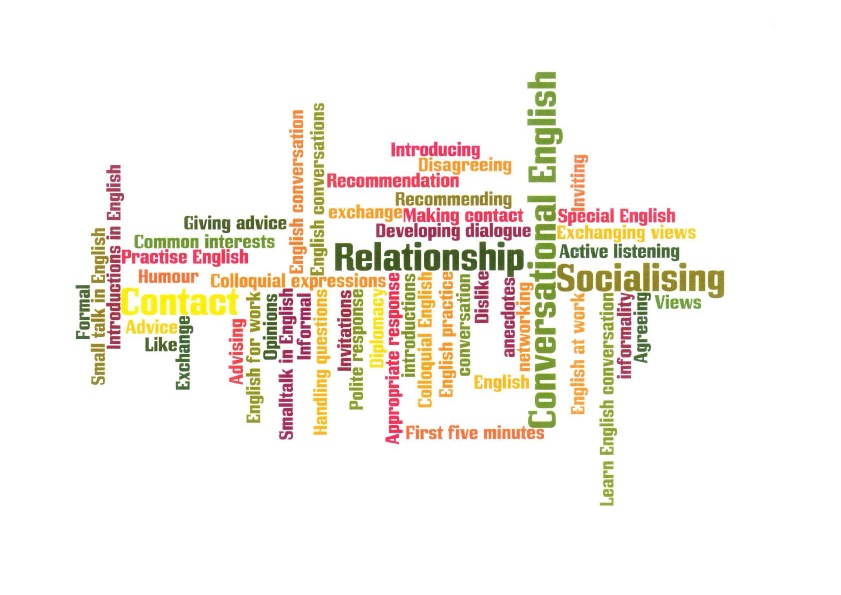 Formal
Small talk in English
Introductions in English
Giving advice
Common interests
Practise English
Humour
Colloquial expressions
Contact
Advice
Like
Exchange
English conversation
English conversations
Introducing
Disagreeing
Recommendation
Recommending
exchange
Making contact
Developing dialogue
Relationship.
Advising
English for work
Opinions
Smalltalk in English
Informal
Handling questions
Invitations
Polite response
Diplomacy
Appropriate response
introductions
Colloquial English
English practice
conversation
Dislike
anecdotes
networking
English
First five minutes
Conversational English
Inviting
Special English
Exchanging views
Active listening
Socialising
Views
English at work
Learn English conversation
informality
Agreeing